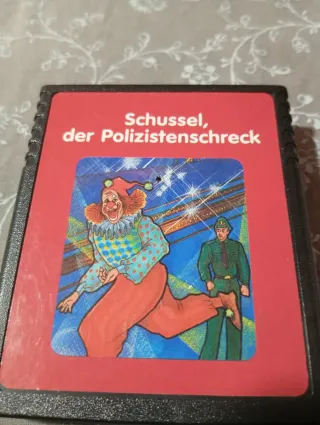 Schussel,
der Polizistenschreck